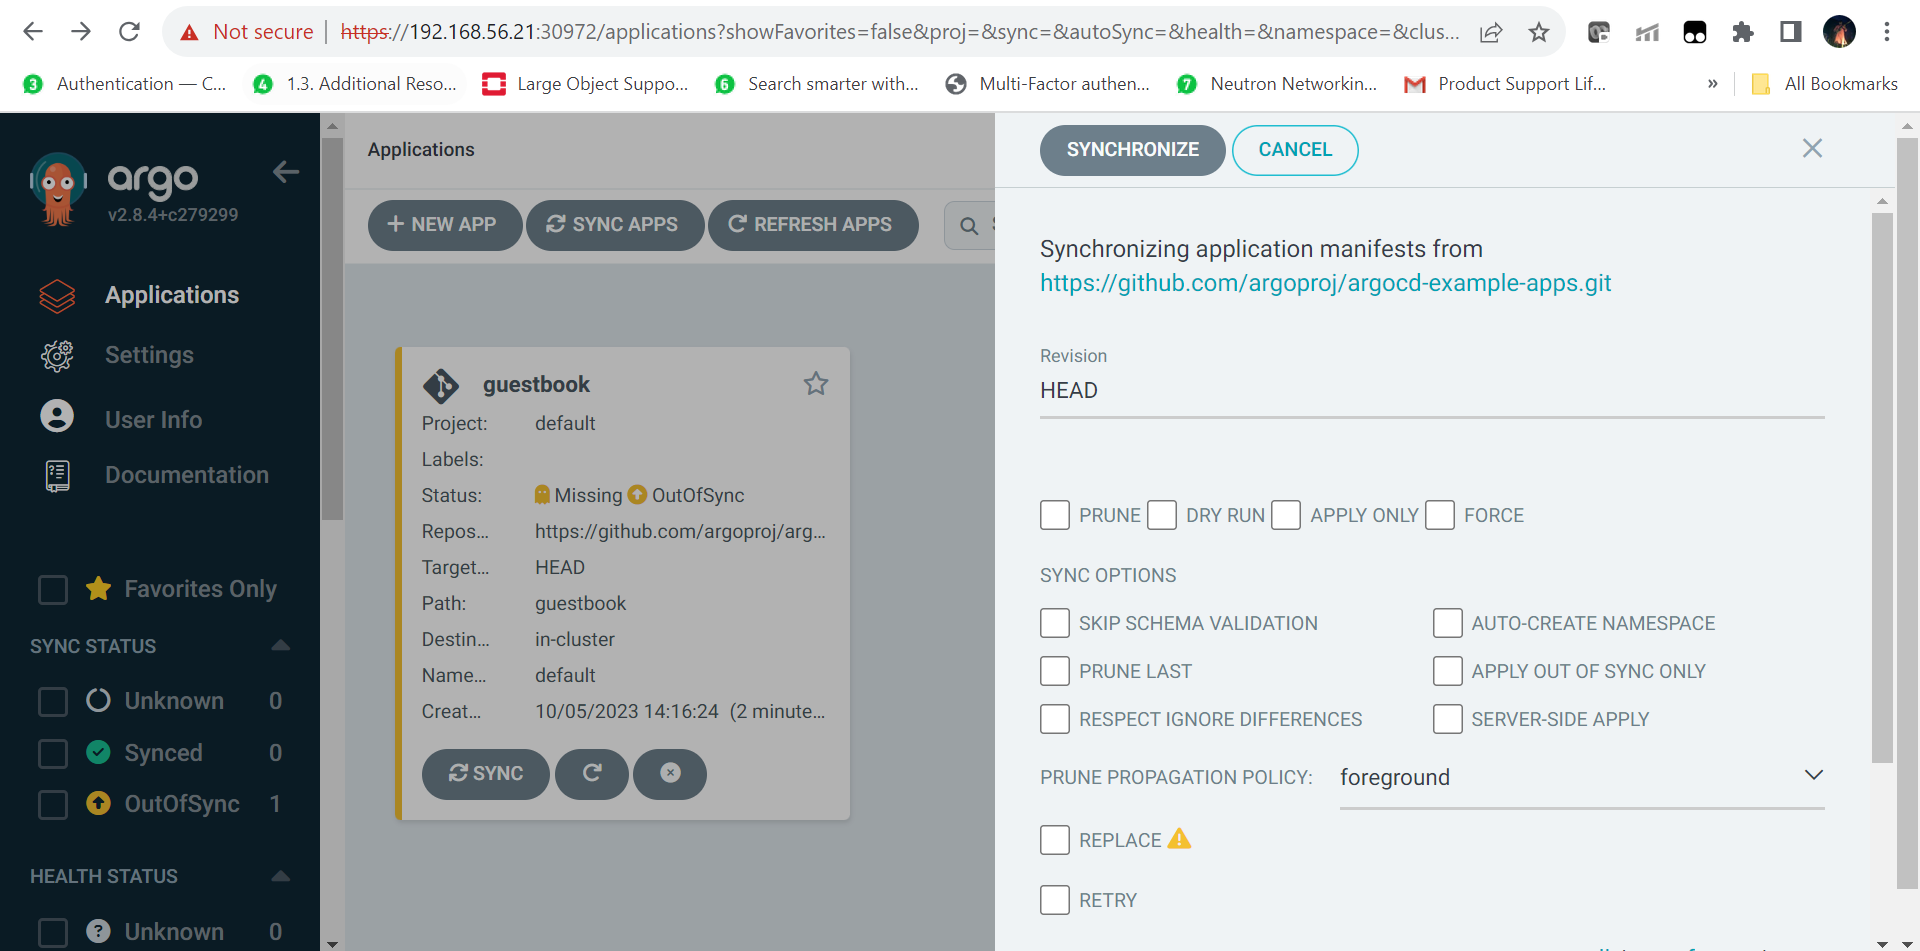 Not secure https://192.168.56.21:30972/applications?showFavorites=false&proj=&sync=&autoSync=&health=&namespace=&clus...
3 Authentication — C...
4 1.3. Additional Reso...
Large Object Suppo...
6 Search smarter with...
Multi-Factor authen...
7 Neutron Networkin...
Product Support Lif...
»
All Bookmarks
argo
v2.8.4+c279299
Applications
Settings
User Info
Documentation
Favorites Only
SYNC STATUS
Unknown 0
Synced 0
OutOfSync 1
HEALTH STATUS
Unknown 0
Applications
+ NEW APP
SYNC APPS
REFRESH APPS
guestbook
Project: default
Labels:
Status: Missing OutOfSync
Repos... https://github.com/argoproj/arg...
Target... HEAD
Path: guestbook
Destin... in-cluster
Name... default
Creat... 10/05/2023 14:16:24 (2 minute...
SYNC
SYNCHRONIZE
CANCEL
Synchronizing application manifests from
https://github.com/argoproj/argocd-example-apps.git
Revision
HEAD
PRUNE DRY RUN APPLY ONLY FORCE
SYNC OPTIONS
SKIP SCHEMA VALIDATION AUTO-CREATE NAMESPACE
PRUNE LAST APPLY OUT OF SYNC ONLY
RESPECT IGNORE DIFFERENCES SERVER-SIDE APPLY
PRUNE PROPAGATION POLICY: foreground
REPLACE
RETRY